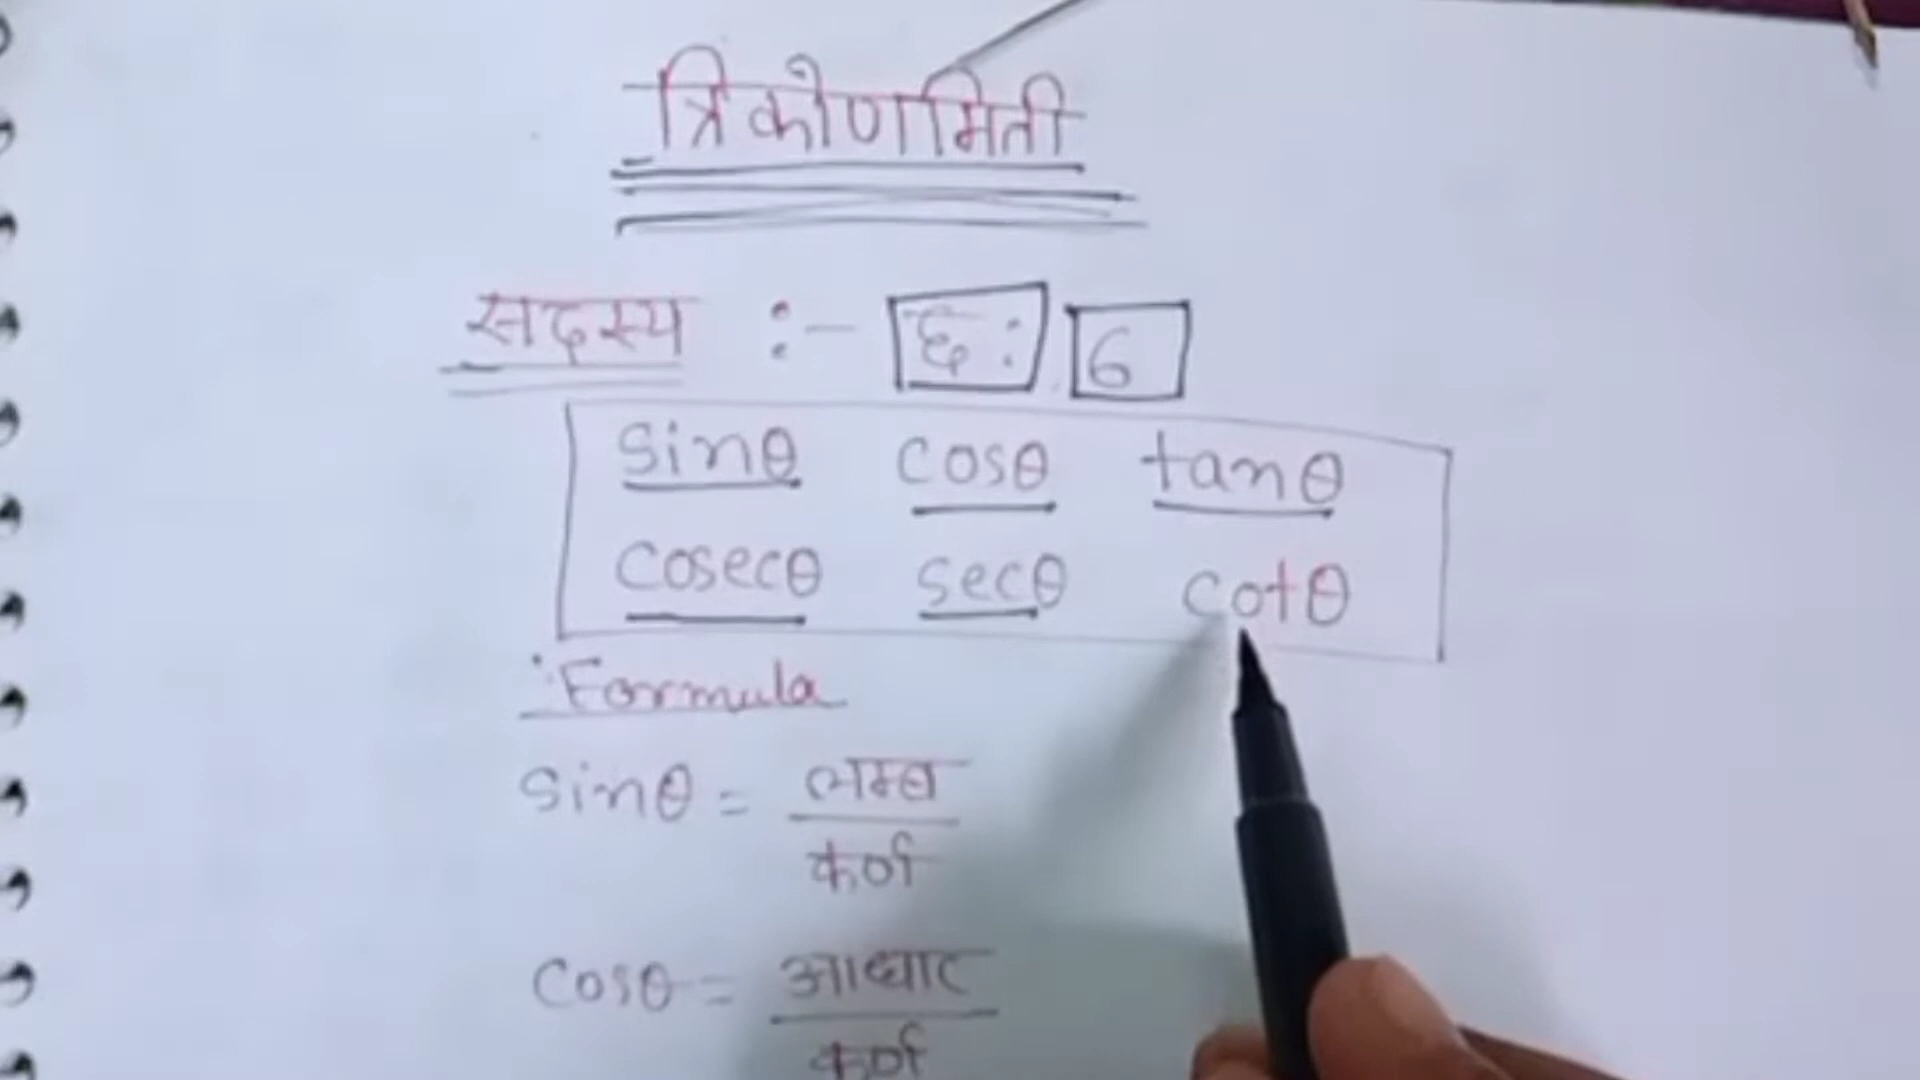 त्रिकोणमिती
सदस्य :- छ: 6
sinθ cosθ tanθ
cosecθ secθ cotθ
Formula
sinθ = लम्ब
कर्ण
cosθ = आधार
कर्ण